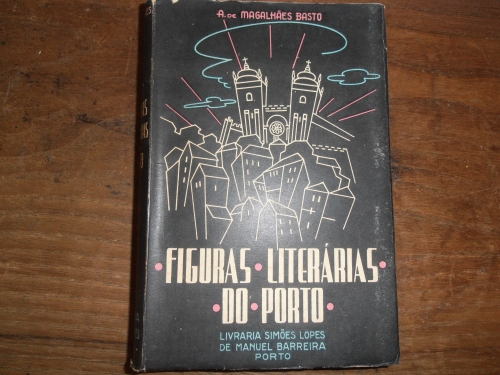 A. DE MAGALHÃES BASTO
• FIGURAS • LITERÁRIAS •
• DO • PORTO •
LIVRARIA SIMÕES LOPES
DE MANUEL BARREIRA
PORTO